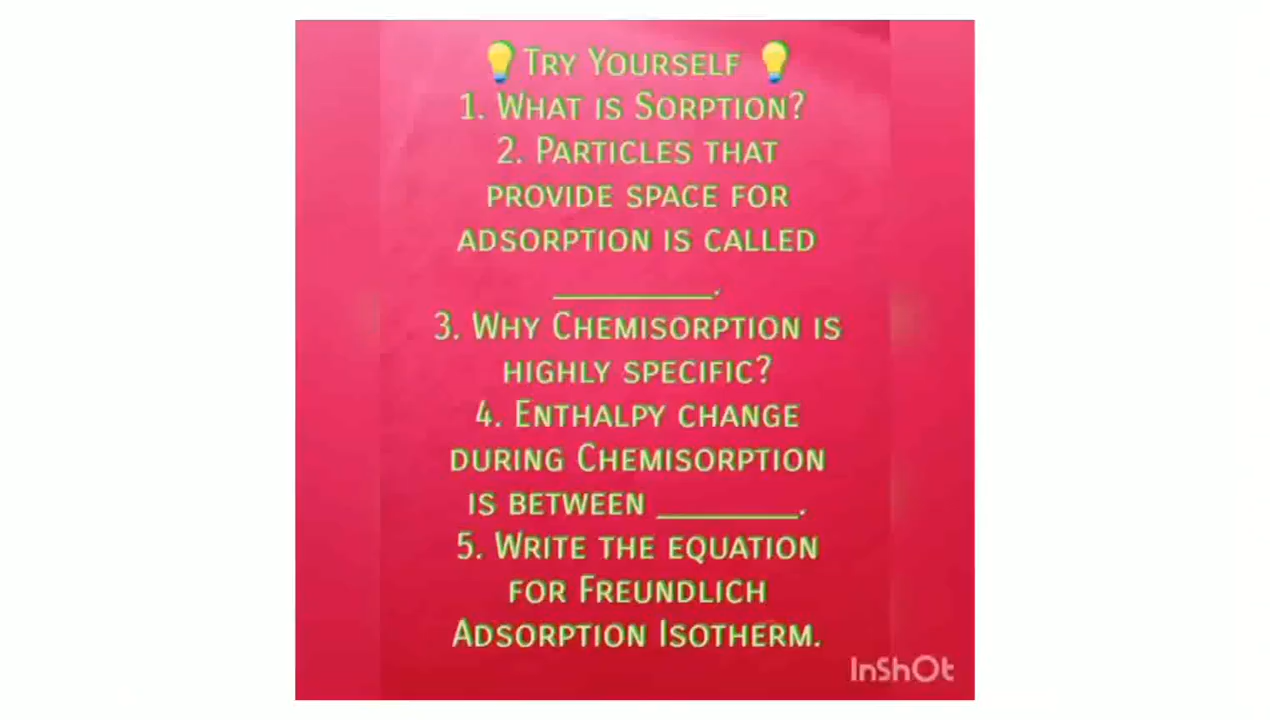 💡Try Yourself 💡
1. What is Sorption?
2. Particles that
provide space for
adsorption is called
_________.
3. Why Chemisorption is
highly specific?
4. Enthalpy change
during Chemisorption
is between ________.
5. Write the equation
for Freundlich
Adsorption Isotherm.
InShOt